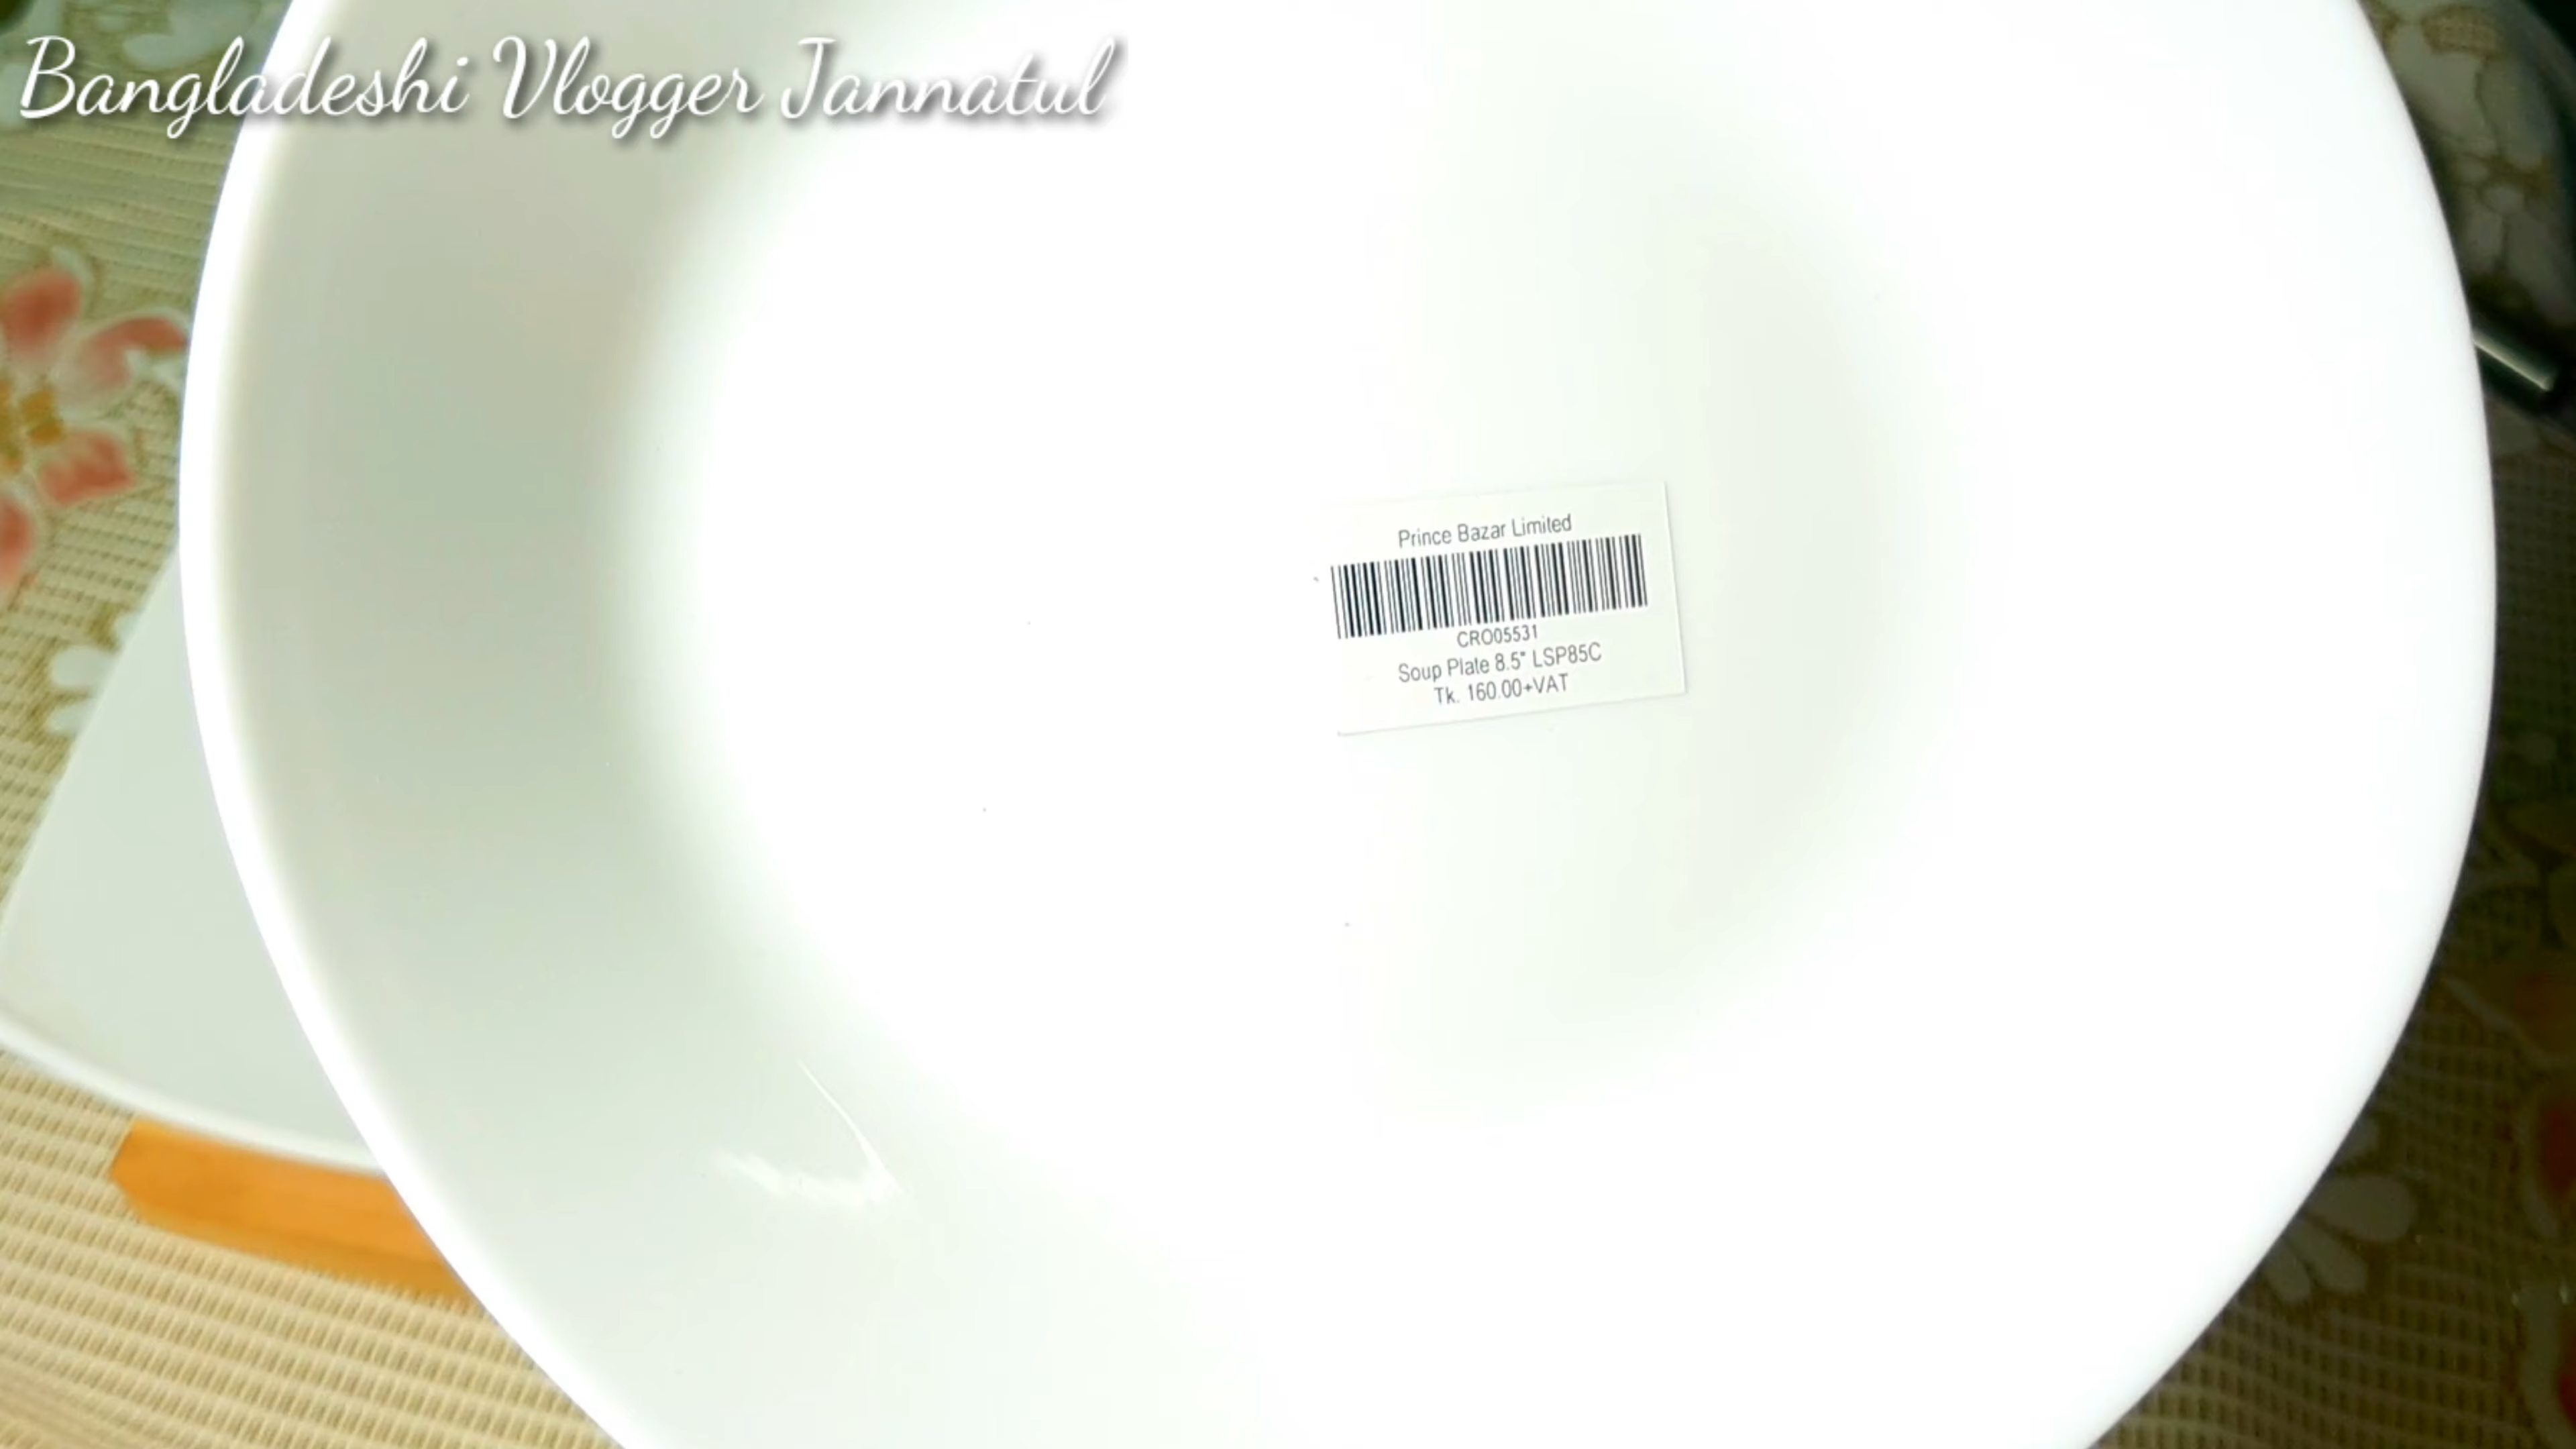 Bangladeshi Vlogger Jannatul
Prince Bazar Limited
CRO05531
Soup Plate 8.5" LSP85C
Tk. 160.00+VAT